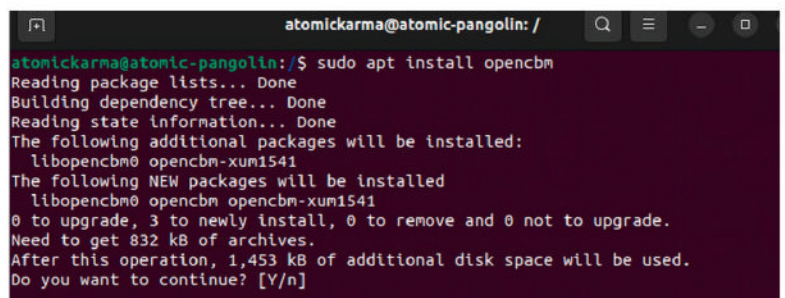 atomickarma@atomic-pangolin: /
atomickarma@atomic-pangolin:/$ sudo apt install opencbm
Reading package lists... Done
Building dependency tree... Done
Reading state information... Done
The following additional packages will be installed:
  libopencbm0 opencbm-xum1541
The following NEW packages will be installed
  libopencbm0 opencbm opencbm-xum1541
0 to upgrade, 3 to newly install, 0 to remove and 0 not to upgrade.
Need to get 832 kB of archives.
After this operation, 1,453 kB of additional disk space will be used.
Do you want to continue? [Y/n]